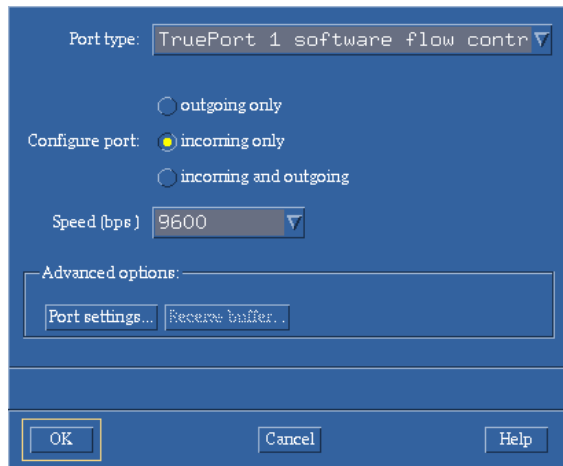 Port type: TruePort 1 software flow contr
outgoing only
Configure port: incoming only
incoming and outgoing
Speed (bps) 9600
Advanced options:
Port settings... Receive buffer...
OK Cancel Help